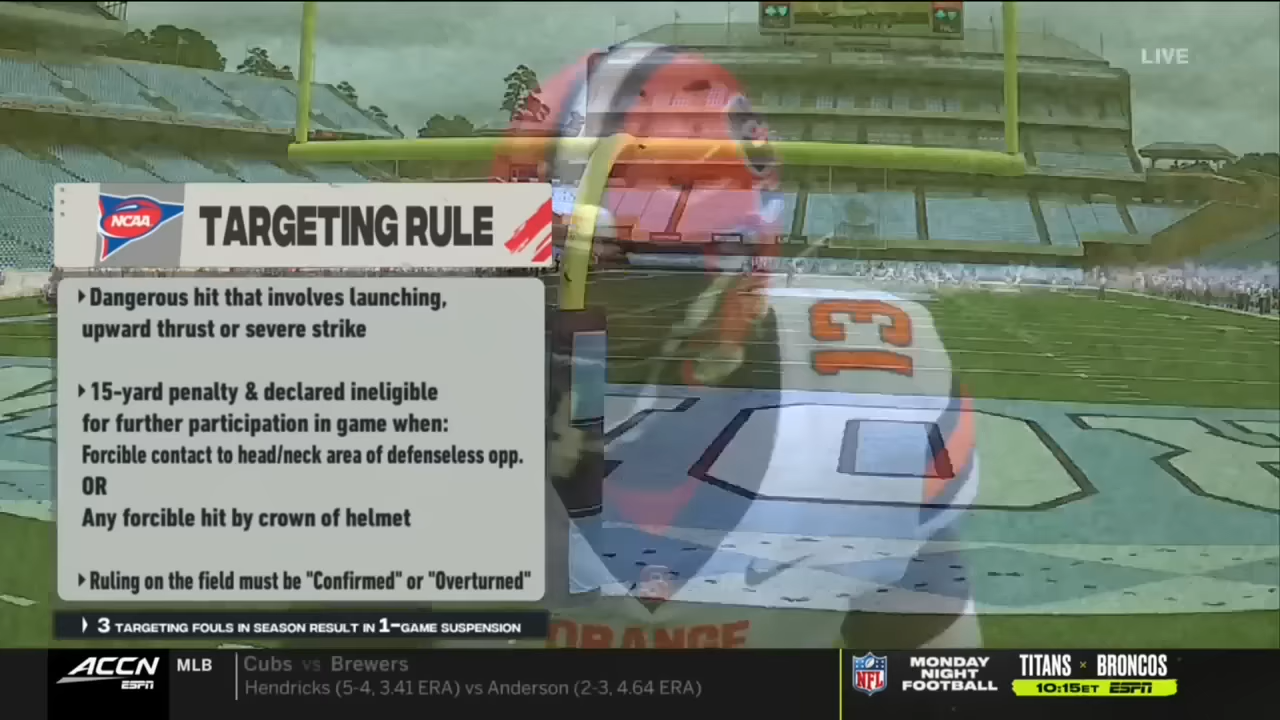 LIVE
NCAA
TARGETING RULE
Dangerous hit that involves launching,
upward thrust or severe strike
15-yard penalty & declared ineligible
for further participation in game when:
Forcible contact to head/neck area of defenseless opp.
OR
Any forcible hit by crown of helmet
Ruling on the field must be "Confirmed" or "Overturned"
3 TARGETING FOULS IN SEASON RESULT IN 1-GAME SUSPENSION
13
ORANGE
ACCN
ESPN
MLB
Cubs vs Brewers
Hendricks (5-4, 3.41 ERA) vs Anderson (2-3, 4.64 ERA)
NFL
MONDAY
NIGHT
FOOTBALL
TITANS × BRONCOS
10:15ET ESPN